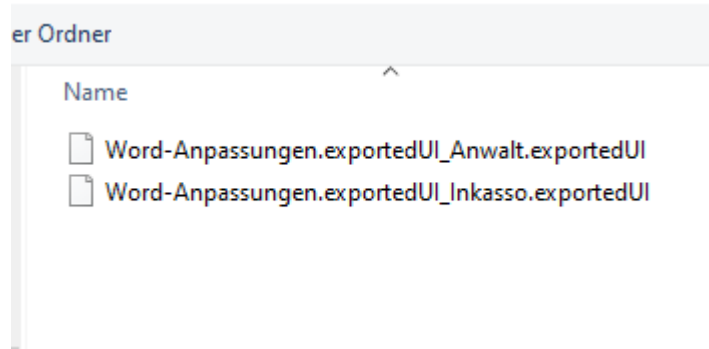 er Ordner
Name
Word-Anpassungen.exportedUI_Anwalt.exportedUI
Word-Anpassungen.exportedUI_Inkasso.exportedUI